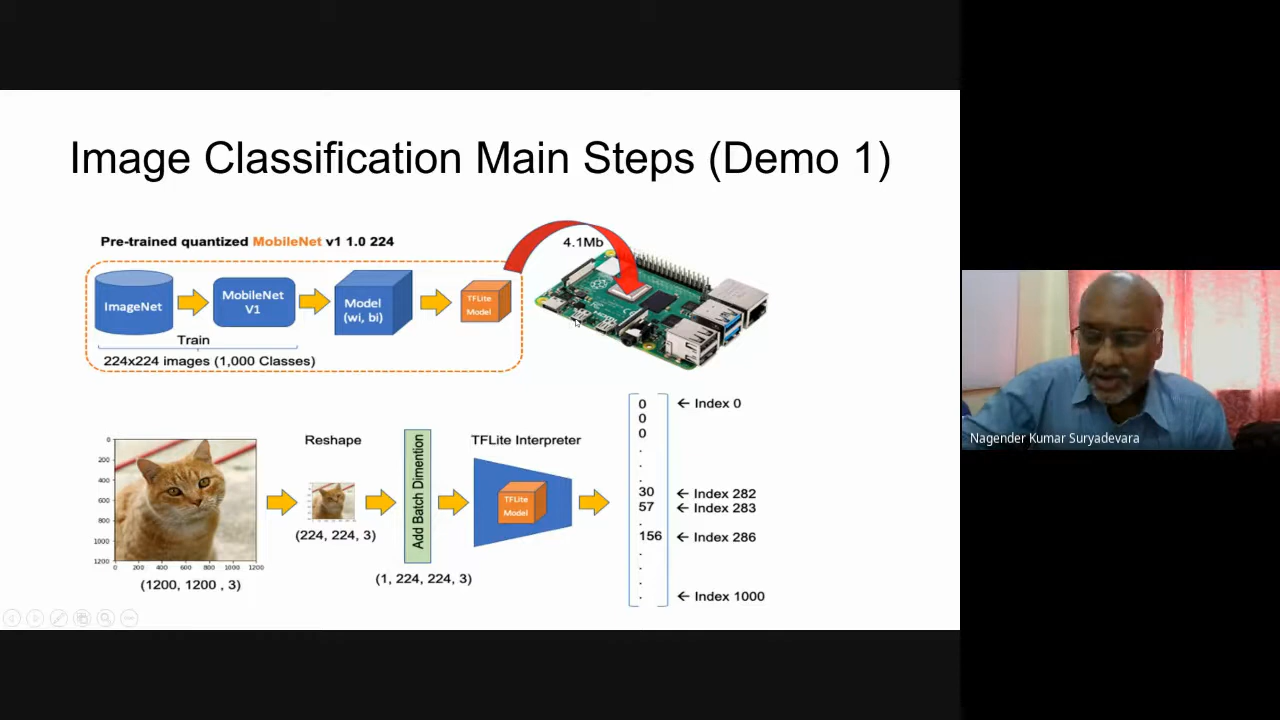 Image Classification Main Steps (Demo 1)
Pre-trained quantized MobileNet v1 1.0 224
4.1Mb
ImageNet
MobileNet
V1
Model
(wi, bi)
TFLite
Model
Train
224x224 images (1,000 Classes)
Reshape
Add Batch Dimention
TFLite Interpreter
TFLite
Model
0
200
400
600
800
1000
1200
0 200 400 600 800 1000 1200
(1200, 1200 , 3)
(224, 224, 3)
(1, 224, 224, 3)
0 ← Index 0
0
0
.
.
.
30 ← Index 282
57 ← Index 283
.
156 ← Index 286
.
.
.
. ← Index 1000
Nagender Kumar Suryadevara